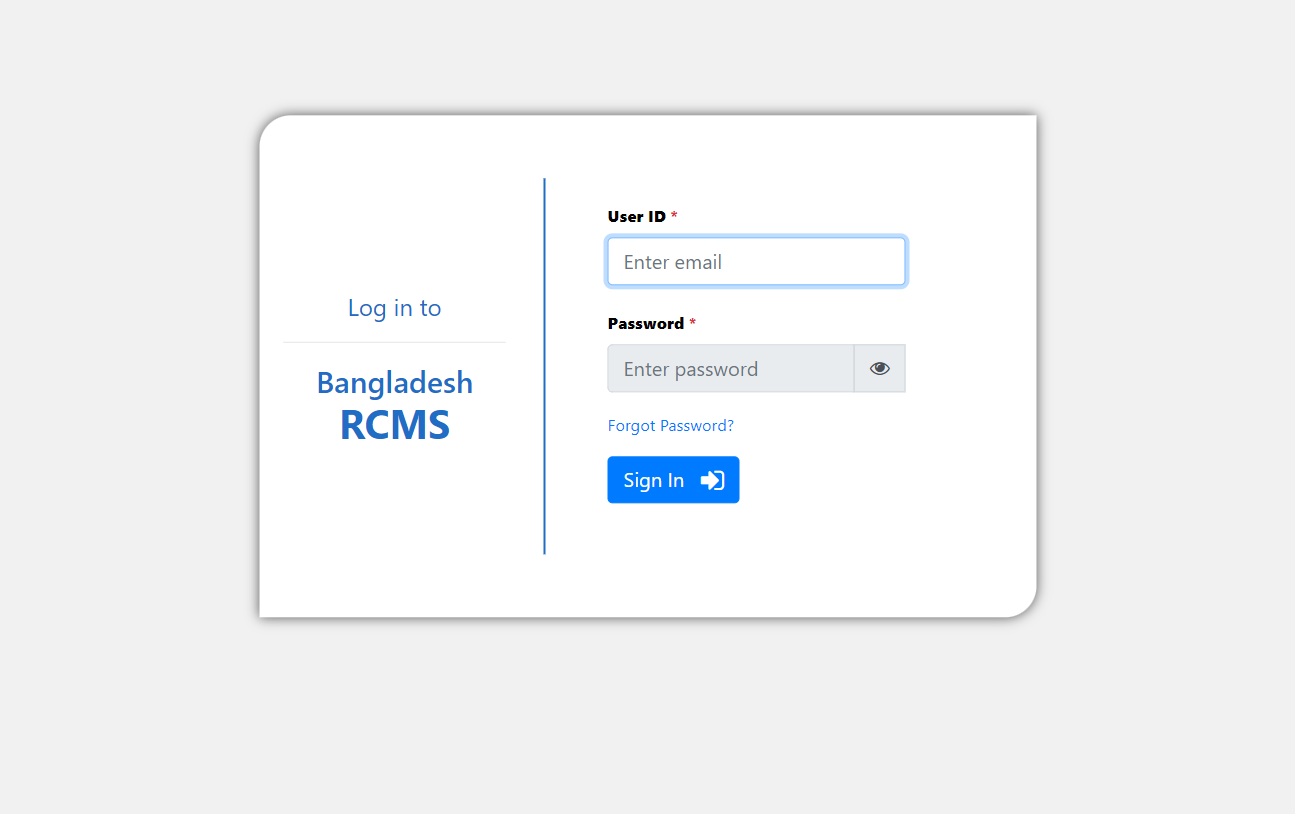 Log in to
Bangladesh
RCMS
User ID *
Enter email
Password *
Enter password
Forgot Password?
Sign In